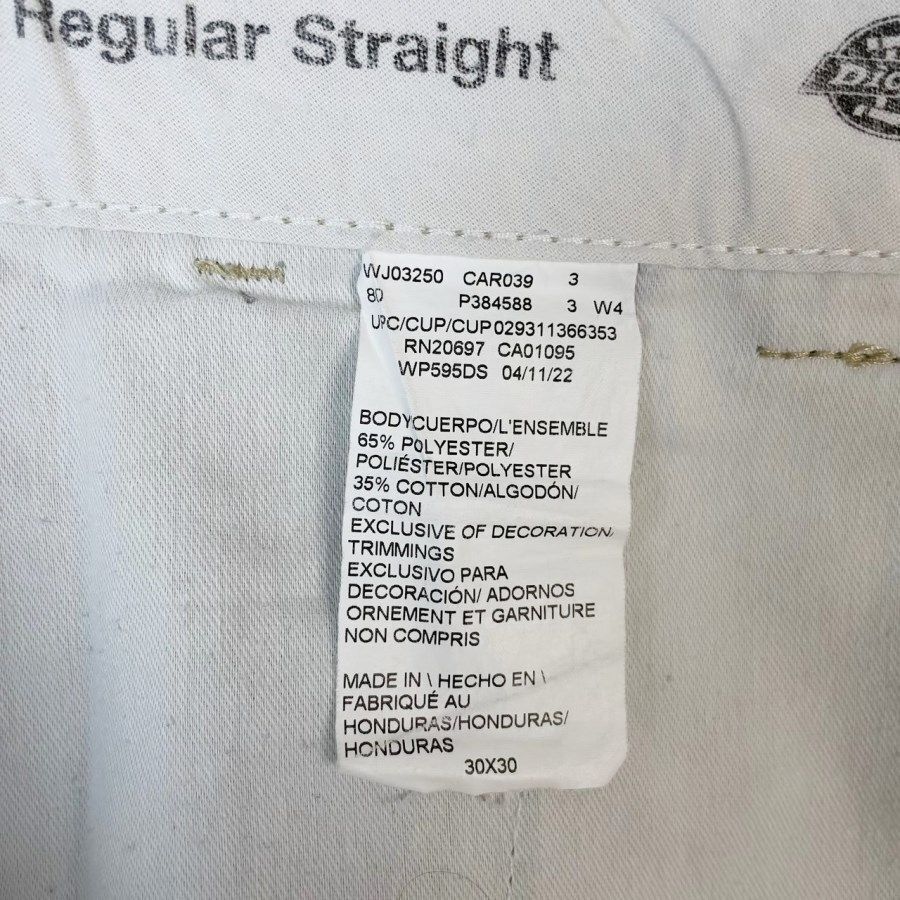 Regular Straight
WJ03250 CAR039 3
80 P384588 3 W4
UPC/CUP/CUP029311366353
RN20697 CA01095
WP595DS 04/11/22
BODY/CUERPO/L'ENSEMBLE
65% POLYESTER/
POLIÉSTER/POLYESTER
35% COTTON/ALGODÓN/
COTON
EXCLUSIVE OF DECORATION/
TRIMMINGS
EXCLUSIVO PARA
DECORACIÓN/ ADORNOS
ORNEMENT ET GARNITURE
NON COMPRIS
MADE IN \ HECHO EN \
FABRIQUÉ AU
HONDURAS/HONDURAS/
HONDURAS
30X30